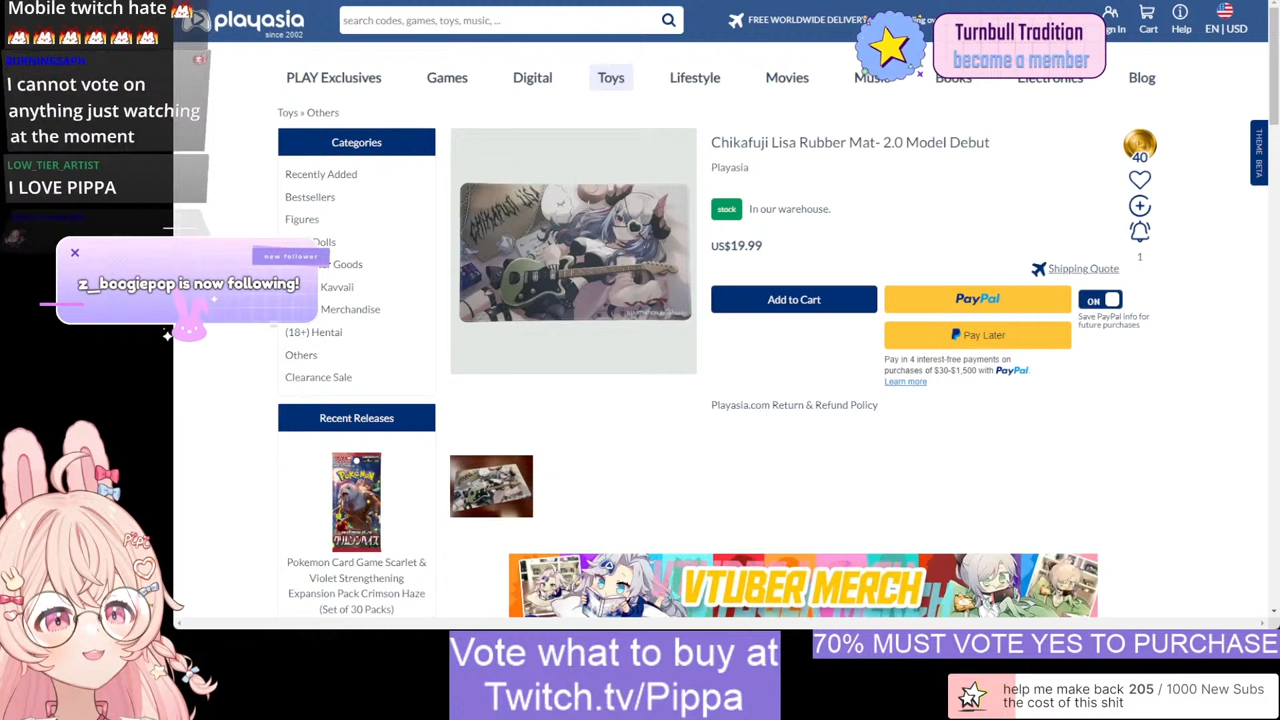 Mobile twitch hate
BURNINGSAPH
I cannot vote on
anything just watching
at the moment
LOW_TIER_ARTIST
I LOVE PIPPA
new follower
z_boogiepop is now following!
playasia
since 2002
search codes, games, toys, music, ...
FREE WORLDWIDE DELIVERY
Turnbull Tradition
become a member
Sign In
Cart
Help
EN | USD
PLAY Exclusives
Games
Digital
Toys
Lifestyle
Movies
Music
Books
Electronics
Blog
Toys » Others
Categories
Recently Added
Bestsellers
Figures
Dolls
Goods
Kavvaii
Merchandise
(18+) Hentai
Others
Clearance Sale
Recent Releases
Pokemon Card Game Scarlet &
Violet Strengthening
Expansion Pack Crimson Haze
(Set of 30 Packs)
Chikafuji Lisa Rubber Mat- 2.0 Model Debut
Playasia
stock
In our warehouse.
US$19.99
Shipping Quote
Add to Cart
PayPal
Pay Later
ON
Save PayPal info for
future purchases
Pay in 4 interest-free payments on
purchases of $30-$1,500 with PayPal.
Learn more
Playasia.com Return & Refund Policy
40
1
THEME BETA
VTUBER MERCH
Vote what to buy at
Twitch.tv/Pippa
70% MUST VOTE YES TO PURCHASE
help me make back 205 / 1000 New Subs
the cost of this shit